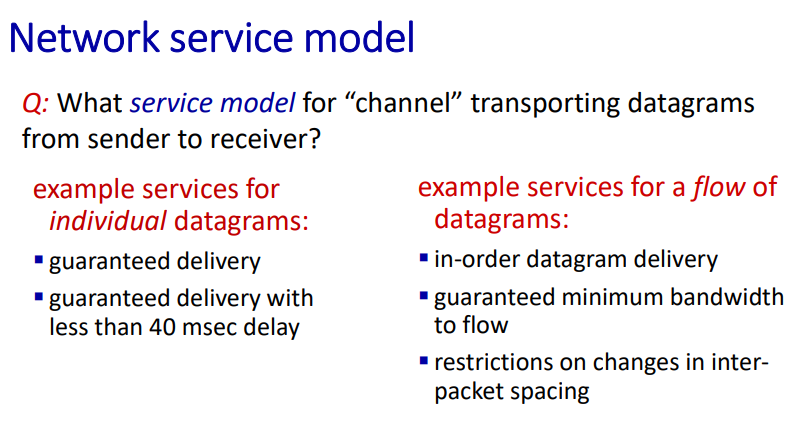 Network service model
Q: What service model for “channel” transporting datagrams
from sender to receiver?
example services for
individual datagrams:
▪ guaranteed delivery
▪ guaranteed delivery with
less than 40 msec delay
example services for a flow of
datagrams:
▪ in-order datagram delivery
▪ guaranteed minimum bandwidth
to flow
▪ restrictions on changes in inter-
packet spacing